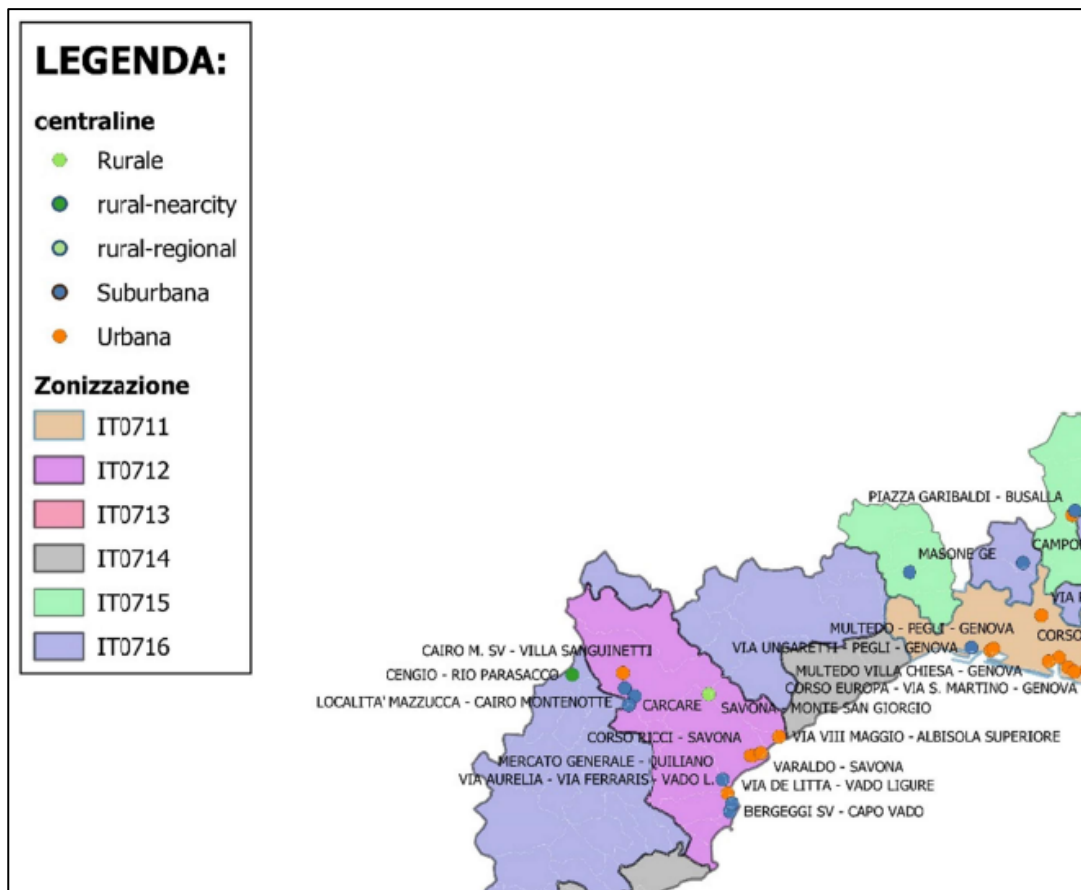 LEGENDA:
centraline
Rurale
rural-nearcity
rural-regional
Suburbana
Urbana
Zonizzazione
IT0711
IT0712
IT0713
IT0714
IT0715
IT0716
PIAZZA GARIBALDI - BUSALLA
MASONE GE
MULTEDO - PEGLI - GENOVA
CORSO
CAIRO M. SV - VILLA SANGUINETTI
VIA UNGARETTI - PEGLI - GENOVA
CENGIO - RIO PARASACCO
MULTEDO VILLA CHIESA - GENOVA
CORSO EUROPA - VIA S. MARTINO - GENOVA
LOCALITA' MAZZUCCA - CAIRO MONTENOTTE
CARCARE
SAVONA - MONTE SAN GIORGIO
CORSO RICCI - SAVONA
VIA VIII MAGGIO - ALBISOLA SUPERIORE
MERCATO GENERALE - QUILIANO
VARALDO - SAVONA
VIA AURELIA - VIA FERRARIS - VADO L.
VIA DE LITTA - VADO LIGURE
BERGEGGI SV - CAPO VADO